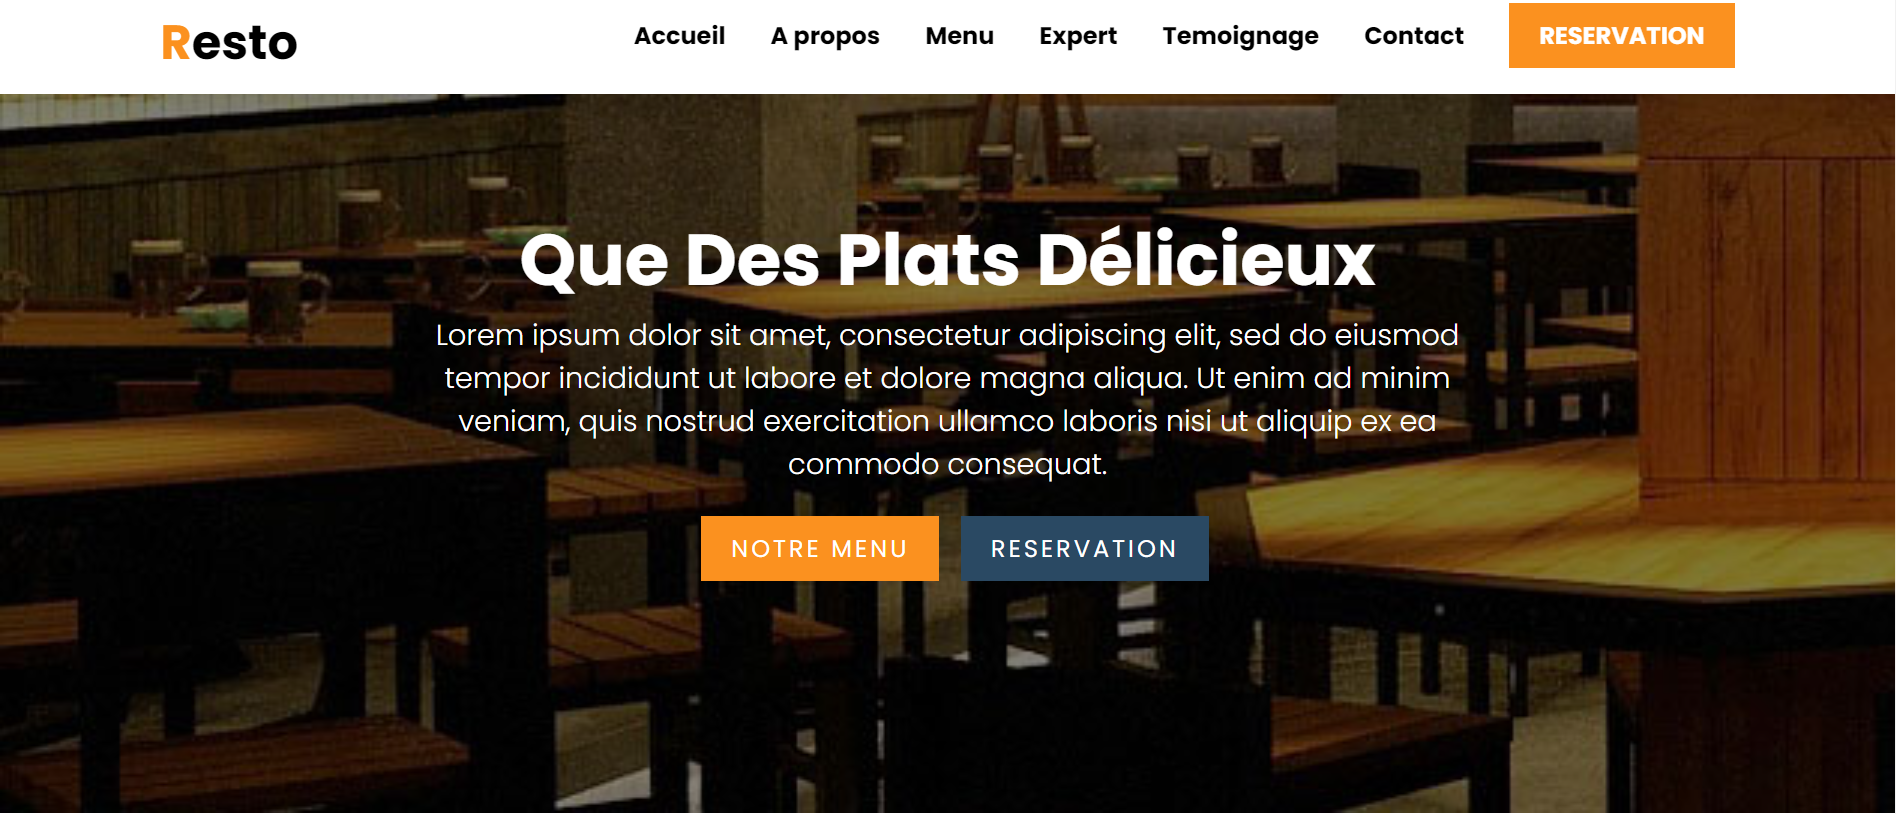 Resto
Accueil A propos Menu Expert Temoignage Contact RESERVATION
Que Des Plats Délicieux
Lorem ipsum dolor sit amet, consectetur adipiscing elit, sed do eiusmod
tempor incididunt ut labore et dolore magna aliqua. Ut enim ad minim
veniam, quis nostrud exercitation ullamco laboris nisi ut aliquip ex ea
commodo consequat.
NOTRE MENU RESERVATION